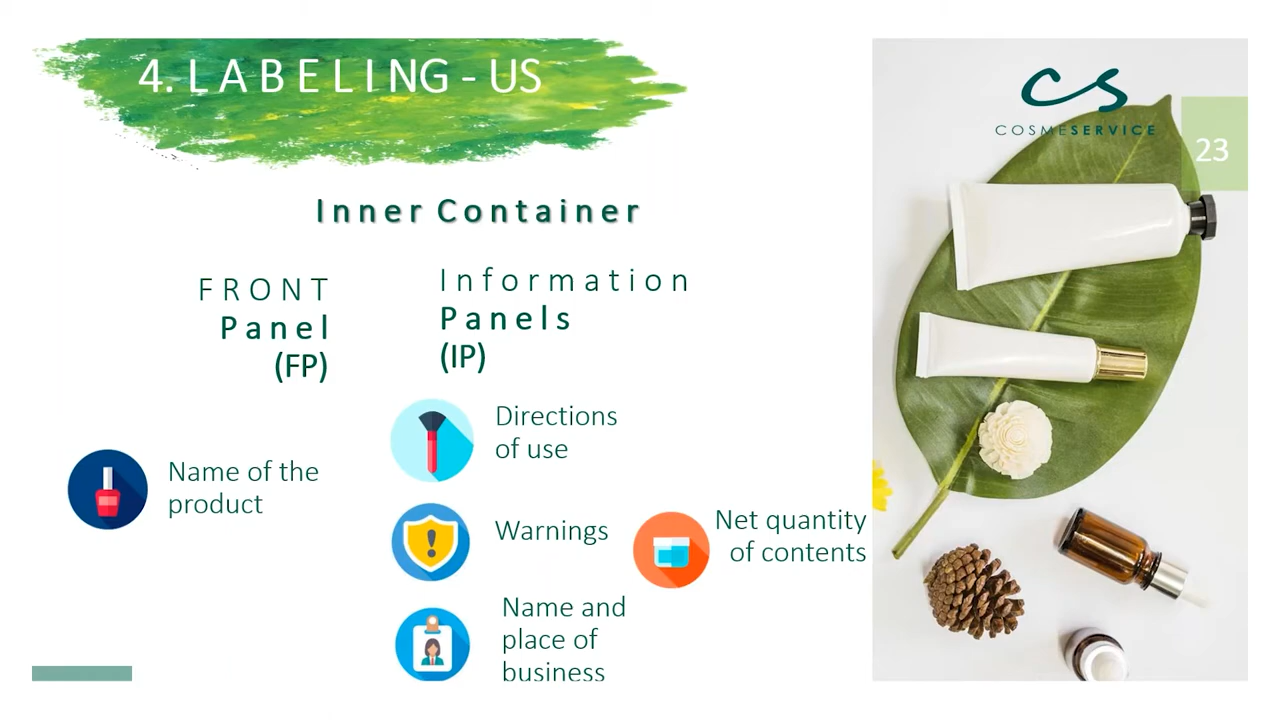 4. LABELING - US
CS
COSMESERVICE
23
Inner Container
FRONT
Panel
(FP)
Information
Panels
(IP)
Name of the
product
Directions
of use
Warnings
Name and
place of
business
Net quantity
of contents